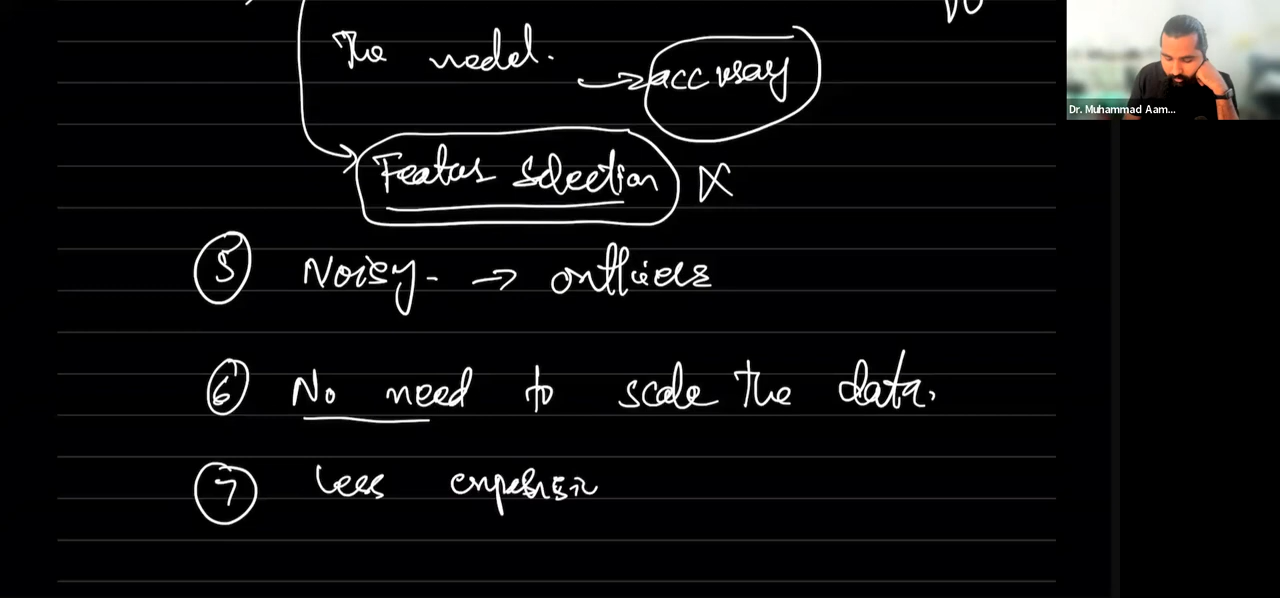 The model.
→ accuracy
Feature Selection
5 Noisy - → outliers
6 No need to scale the data.
7 Less
Dr. Muhammad Aam...